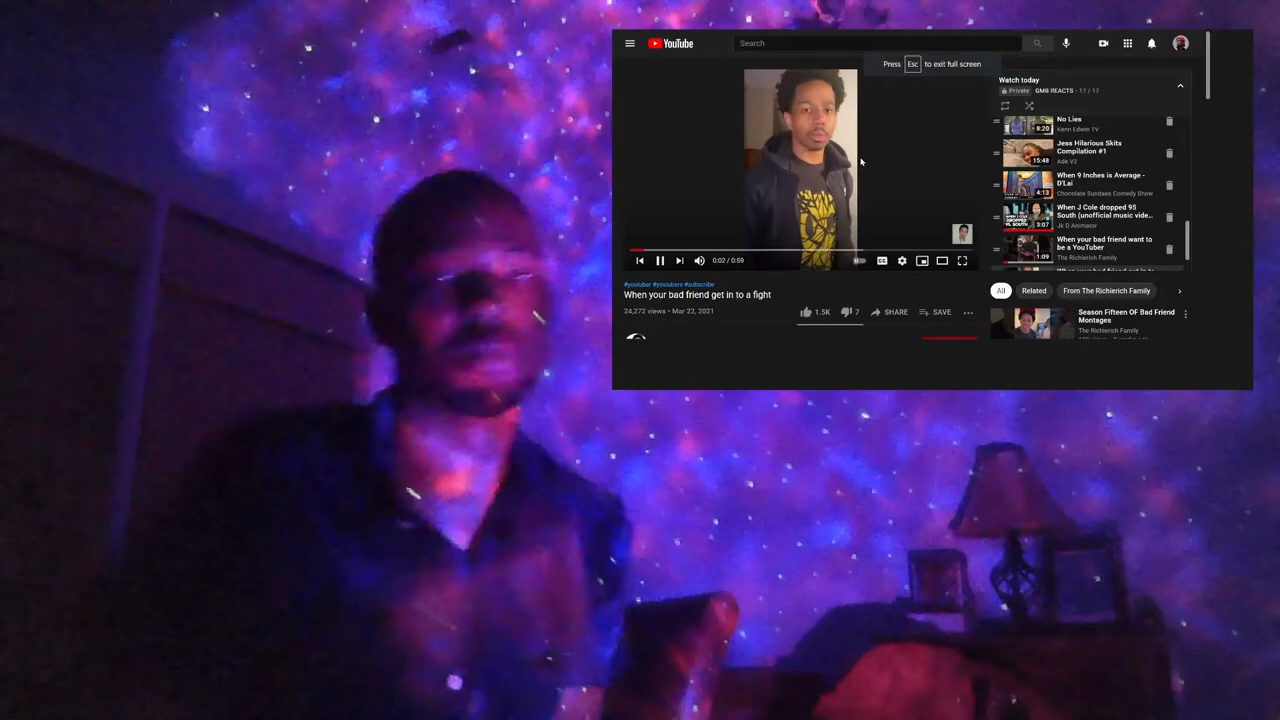 YouTube
Search
Press Esc to exit full screen
Watch today
Private GMB REACTS - 17 / 17
No Lies
Kenn Edwin TV
8:20
Jess Hilarious Skits
Compilation #1
Ade V2
15:48
When 9 Inches is Average -
D'Lai
Chocolate Sundaes Comedy Show
4:13
When J Cole dropped 95
South (unofficial music vide...
Jk D Animator
3:07
When your bad friend want to
be a YouTuber
The Richierich Family
1:09
0:02 / 0:59
#youtuber #youtubers #subscribe
When your bad friend get in to a fight
24,272 views • Mar 22, 2021
1.5K 7 SHARE SAVE
All Related From The Richierich Family
Season Fifteen OF Bad Friend
Montages
The Richierich Family